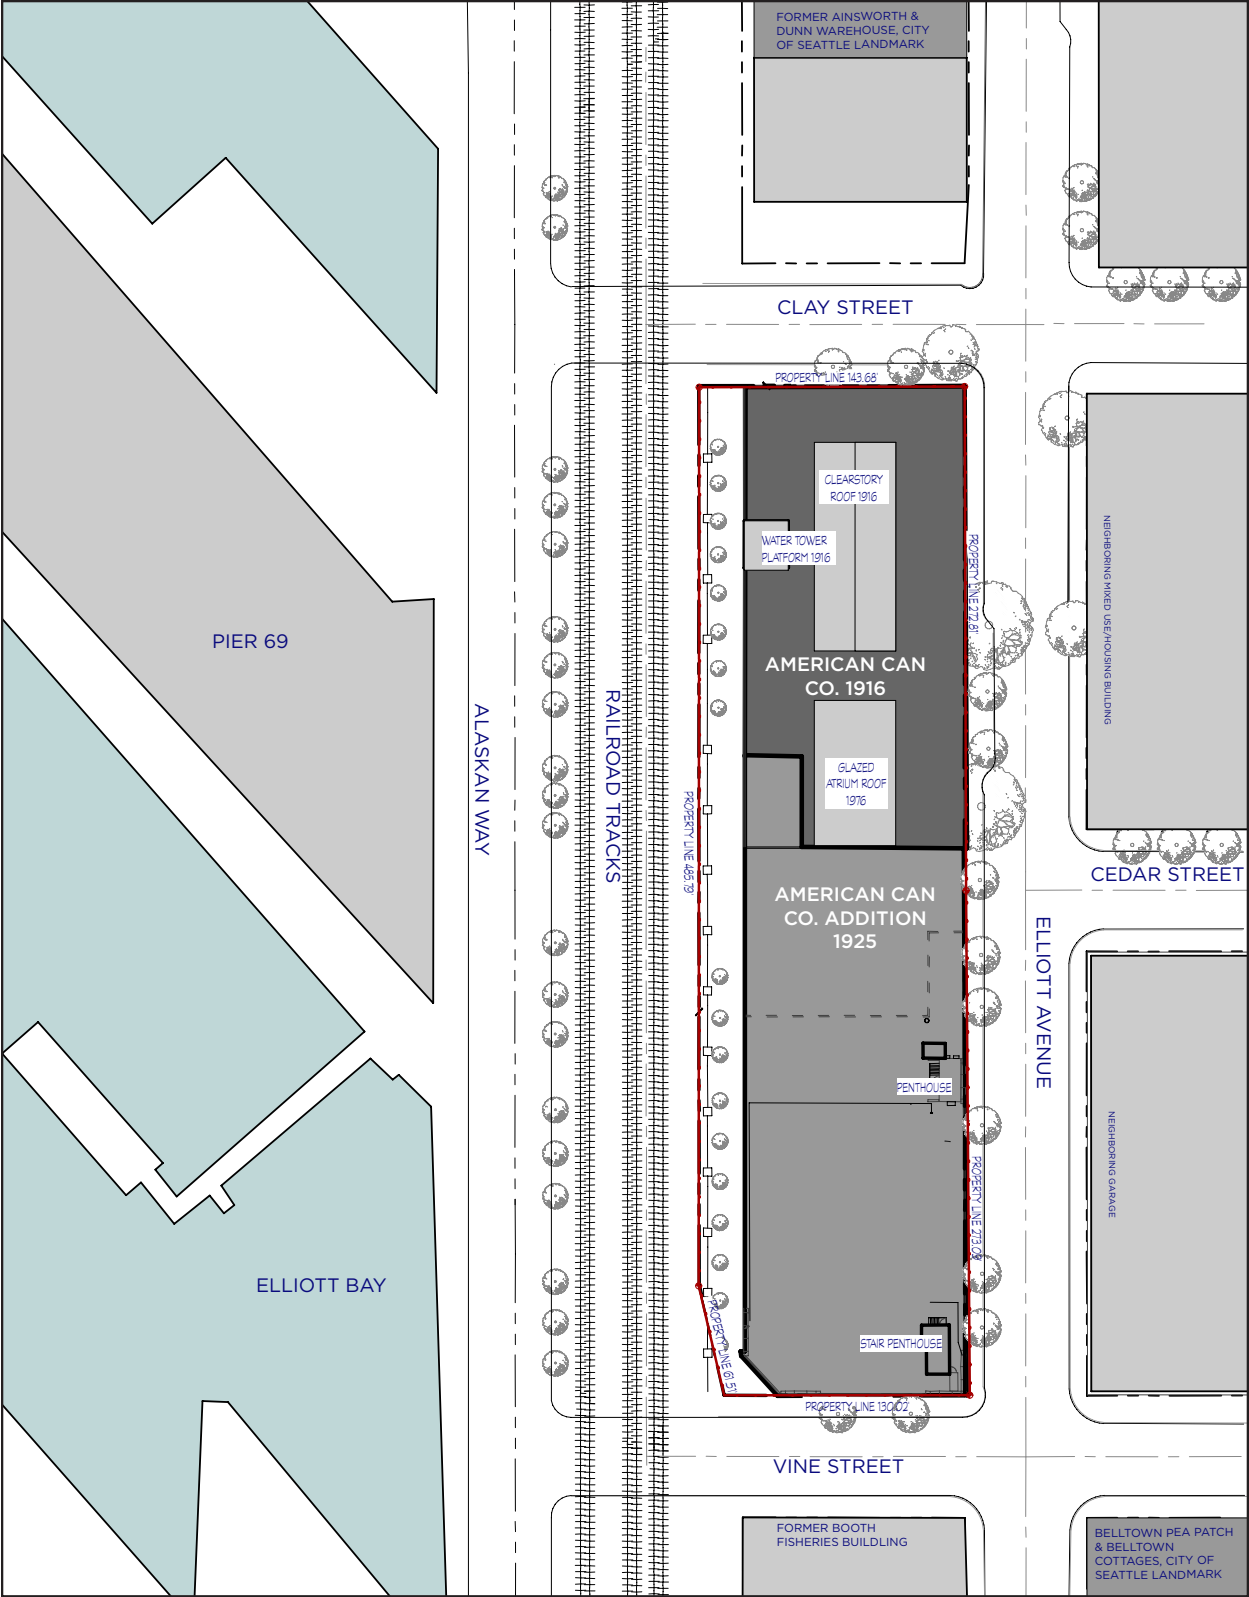 FORMER AINSWORTH &
DUNN WAREHOUSE, CITY
OF SEATTLE LANDMARK
CLAY STREET
PROPERTY LINE 143.68'
CLEARSTORY
ROOF 1916
WATER TOWER
PLATFORM 1916
PROPERTY LINE 272.81'
NEIGHBORING MIXED USE/HOUSING BUILDING
PIER 69
AMERICAN CAN
CO. 1916
ALASKAN WAY
RAILROAD TRACKS
GLAZED
ATRIUM ROOF
1976
PROPERTY LINE 485.79'
CEDAR STREET
AMERICAN CAN
CO. ADDITION
1925
ELLIOTT AVENUE
PENTHOUSE
NEIGHBORING GARAGE
PROPERTY LINE 273.09'
ELLIOTT BAY
PROPERTY LINE 61.51'
STAIR PENTHOUSE
PROPERTY LINE 130.02'
VINE STREET
FORMER BOOTH
FISHERIES BUILDLING
BELLTOWN PEA PATCH
& BELLTOWN
COTTAGES, CITY OF
SEATTLE LANDMARK